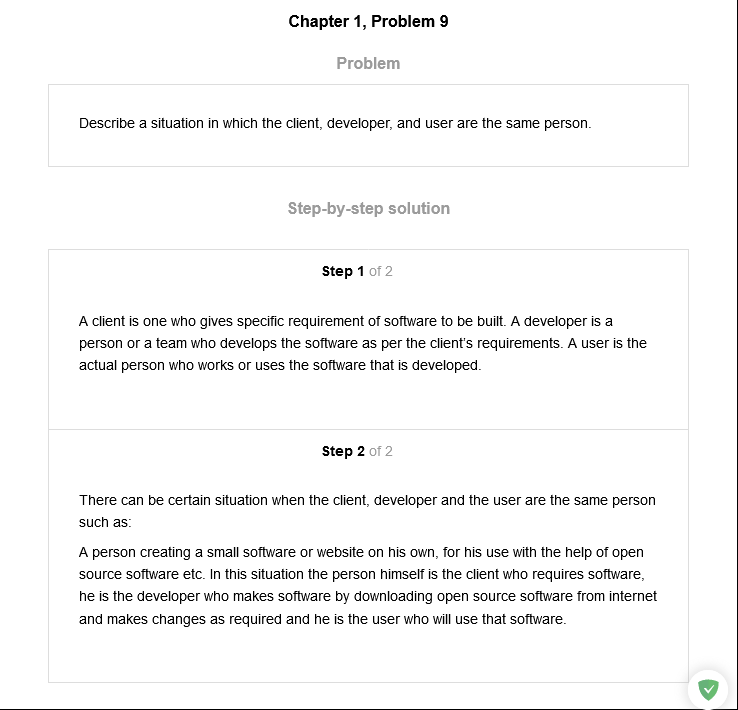 Chapter 1, Problem 9
Problem
Describe a situation in which the client, developer, and user are the same person.
Step-by-step solution
Step 1 of 2
A client is one who gives specific requirement of software to be built. A developer is a
person or a team who develops the software as per the client's requirements. A user is the
actual person who works or uses the software that is developed.
Step 2 of 2
There can be certain situation when the client, developer and the user are the same person
such as:
A person creating a small software or website on his own, for his use with the help of open
source software etc. In this situation the person himself is the client who requires software,
he is the developer who makes software by downloading open source software from internet
and makes changes as required and he is the user who will use that software.